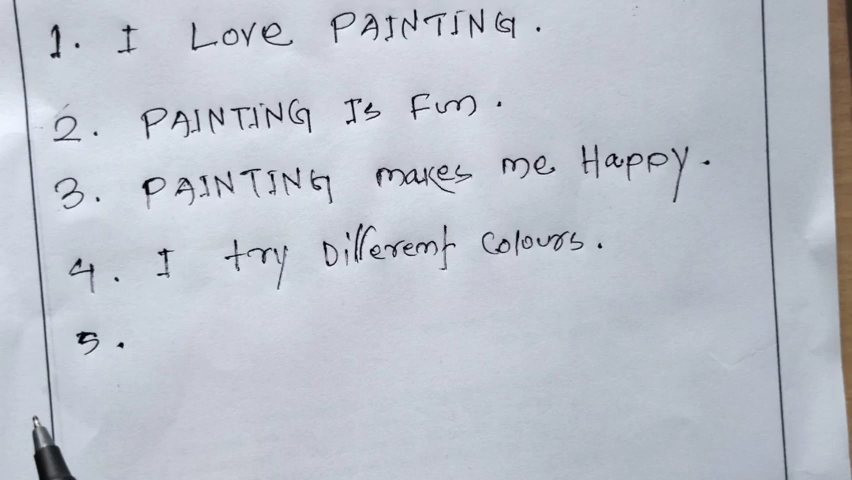 1. I Love PAINTING.
2. PAINTING Is Fun.
3. PAINTING makes me Happy.
4. I try Different Colours.
5.